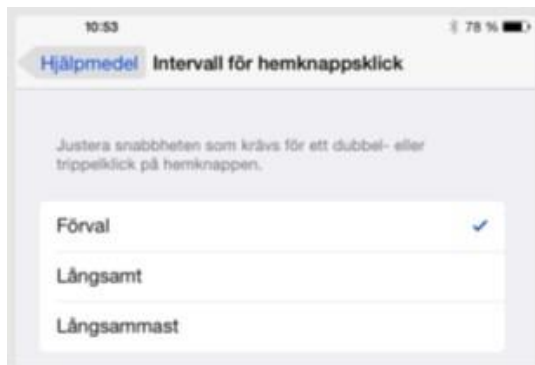 10:53
78 %
Hjälpmedel Intervall för hemknappsklick
Justera snabbheten som krävs för ett dubbel- eller
trippelklick på hemknappen.
Förval
Långsamt
Långsammast